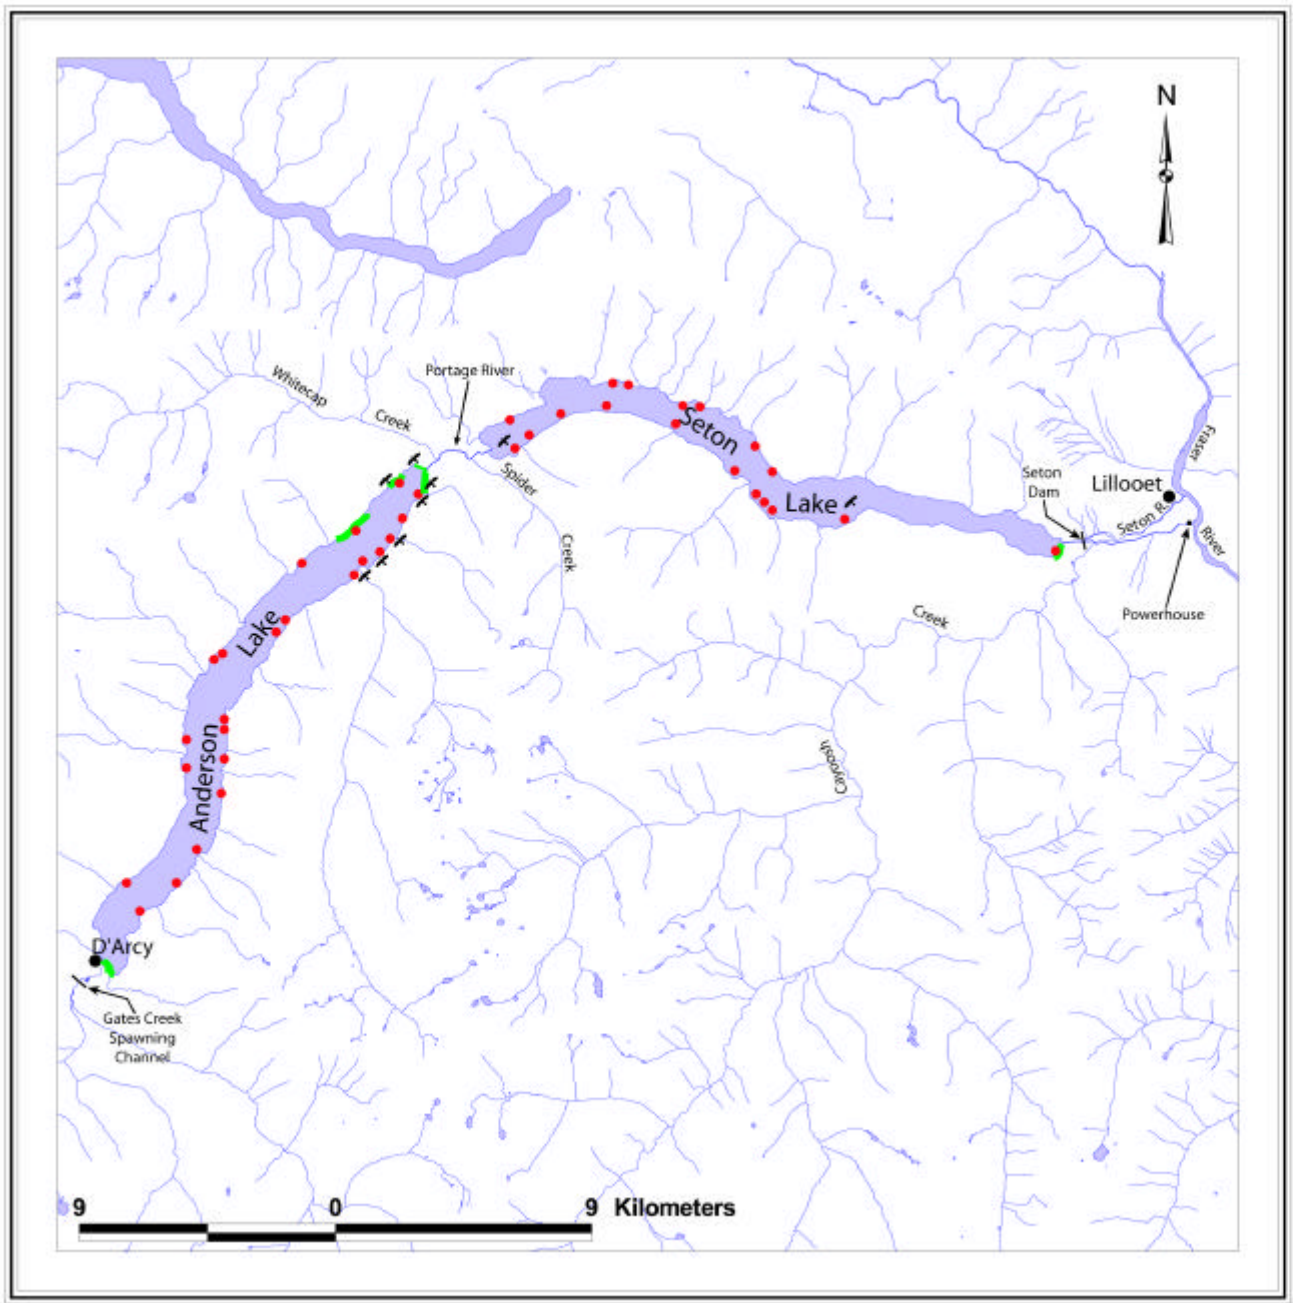 N
Portage River
Whitecap
Creek
Seton
Lake
Spider
Creek
Seton
Dam
Lillooet
Fraser
River
Seton R.
Powerhouse
Creek
Cayoosh
Lake
Anderson
D'Arcy
Gates Creek
Spawning
Channel
9 0 9 Kilometers